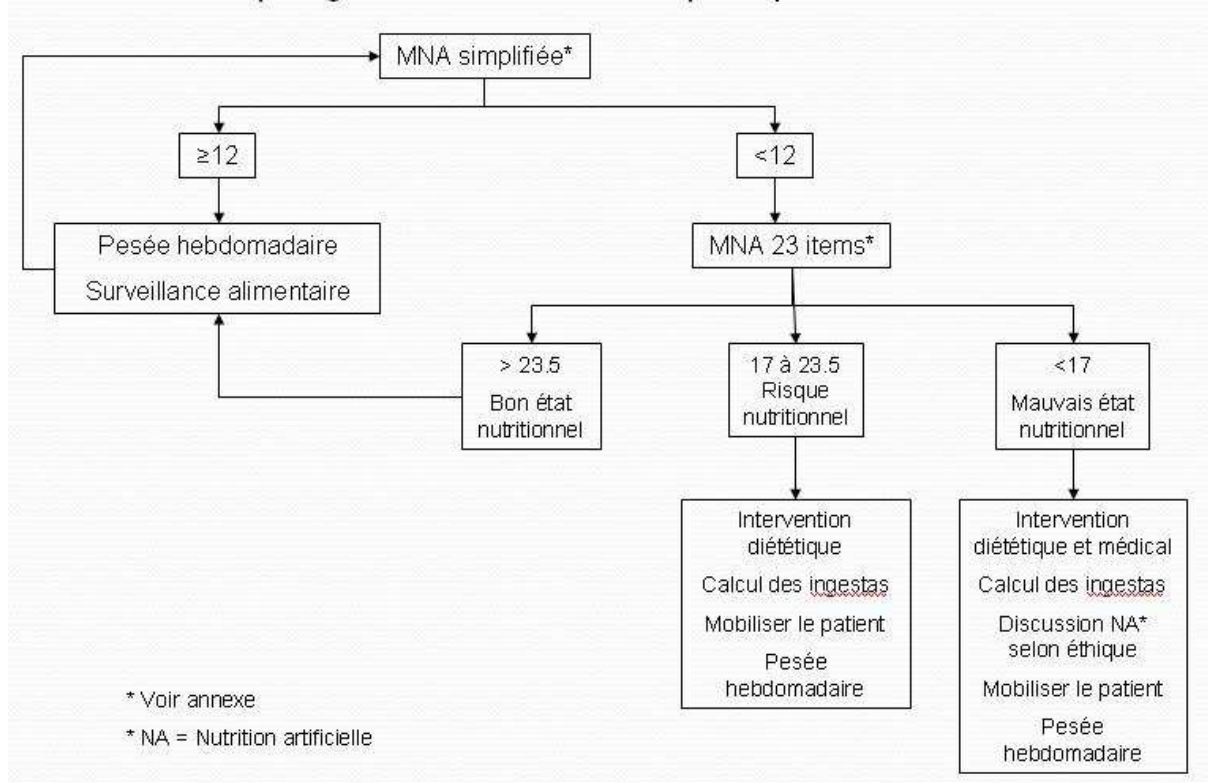 MNA simplifiée*
≥12
<12
Pesée hebdomadaire
Surveillance alimentaire
MNA 23 items*
> 23.5
Bon état
nutritionnel
17 à 23.5
Risque
nutritionnel
<17
Mauvais état
nutritionnel
Intervention
diététique
Calcul des ingestas
Mobiliser le patient
Pesée
hebdomadaire
Intervention
diététique et médical
Calcul des ingestas
Discussion NA*
selon éthique
Mobiliser le patient
Pesée
hebdomadaire
* Voir annexe
* NA = Nutrition artificielle